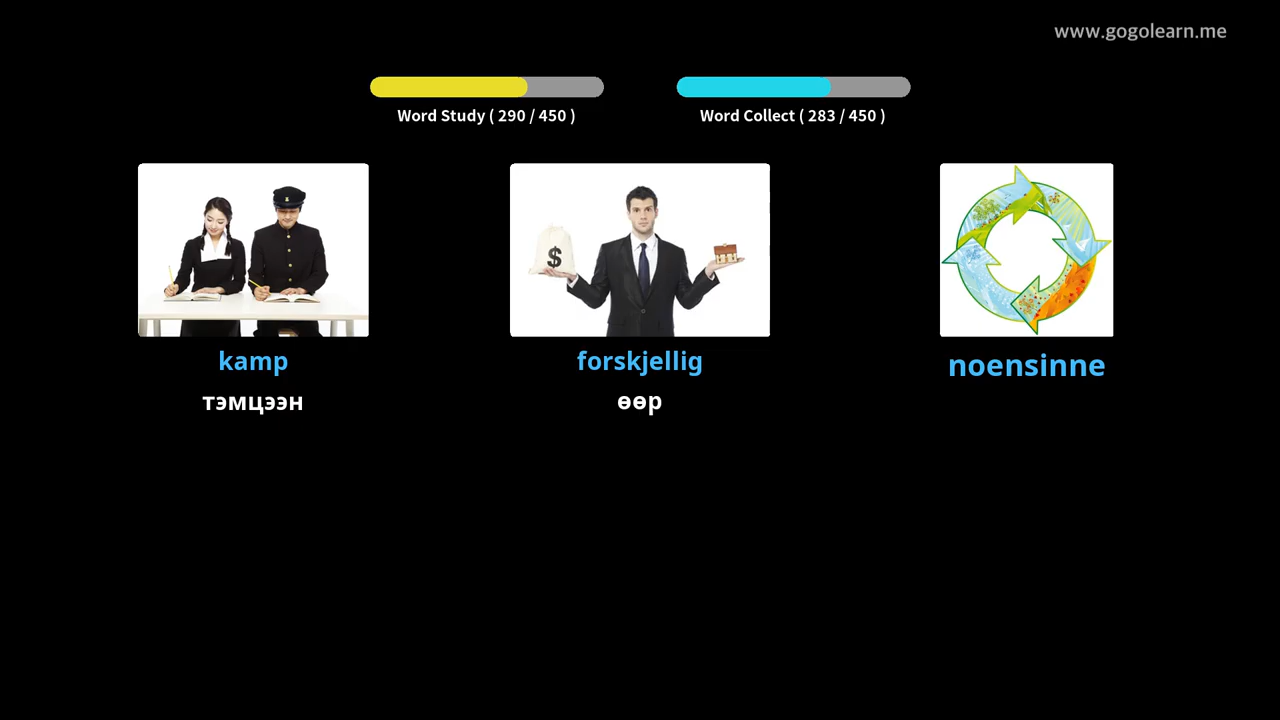 www.gogolearn.me
Word Study ( 290 / 450 )
Word Collect ( 283 / 450 )
$
kamp
forskjellig
noensinne
тэмцээн
өөр